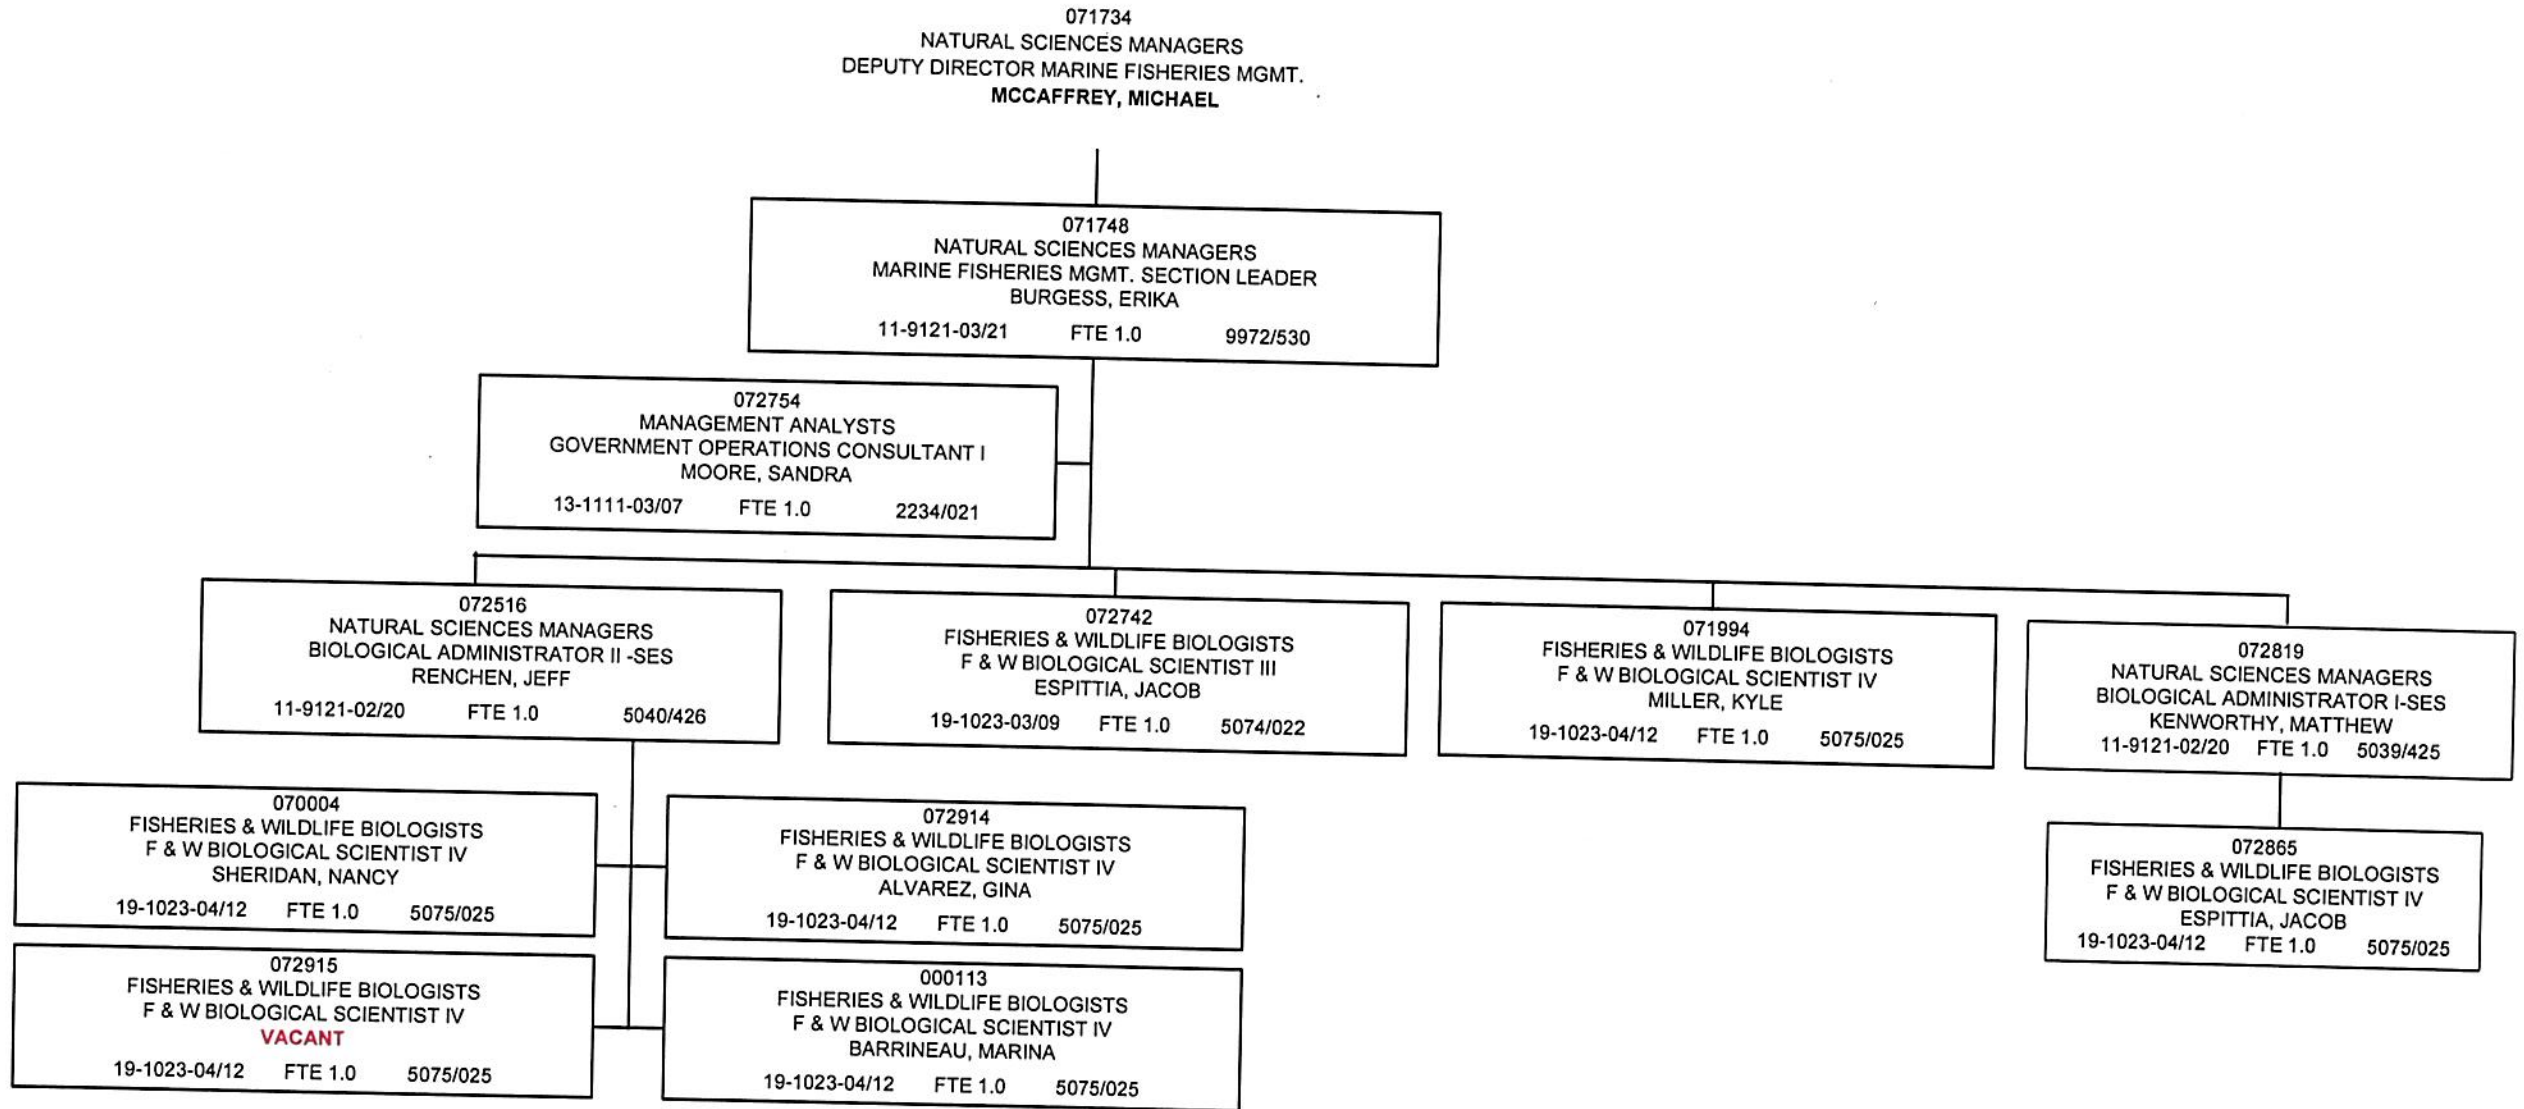 071734
NATURAL SCIENCES MANAGERS
DEPUTY DIRECTOR MARINE FISHERIES MGMT.
MCCAFFREY, MICHAEL
071748
NATURAL SCIENCES MANAGERS
MARINE FISHERIES MGMT. SECTION LEADER
BURGESS, ERIKA
11-9121-03/21 FTE 1.0 9972/530
072754
MANAGEMENT ANALYSTS
GOVERNMENT OPERATIONS CONSULTANT I
MOORE, SANDRA
13-1111-03/07 FTE 1.0 2234/021
072516
NATURAL SCIENCES MANAGERS
BIOLOGICAL ADMINISTRATOR II -SES
RENCHEN, JEFF
11-9121-02/20 FTE 1.0 5040/426
072742
FISHERIES & WILDLIFE BIOLOGISTS
F & W BIOLOGICAL SCIENTIST III
ESPITTIA, JACOB
19-1023-03/09 FTE 1.0 5074/022
071994
FISHERIES & WILDLIFE BIOLOGISTS
F & W BIOLOGICAL SCIENTIST IV
MILLER, KYLE
19-1023-04/12 FTE 1.0 5075/025
072819
NATURAL SCIENCES MANAGERS
BIOLOGICAL ADMINISTRATOR I-SES
KENWORTHY, MATTHEW
11-9121-02/20 FTE 1.0 5039/425
070004
FISHERIES & WILDLIFE BIOLOGISTS
F & W BIOLOGICAL SCIENTIST IV
SHERIDAN, NANCY
19-1023-04/12 FTE 1.0 5075/025
072914
FISHERIES & WILDLIFE BIOLOGISTS
F & W BIOLOGICAL SCIENTIST IV
ALVAREZ, GINA
19-1023-04/12 FTE 1.0 5075/025
072865
FISHERIES & WILDLIFE BIOLOGISTS
F & W BIOLOGICAL SCIENTIST IV
ESPITTIA, JACOB
19-1023-04/12 FTE 1.0 5075/025
072915
FISHERIES & WILDLIFE BIOLOGISTS
F & W BIOLOGICAL SCIENTIST IV
VACANT
19-1023-04/12 FTE 1.0 5075/025
000113
FISHERIES & WILDLIFE BIOLOGISTS
F & W BIOLOGICAL SCIENTIST IV
BARRINEAU, MARINA
19-1023-04/12 FTE 1.0 5075/025